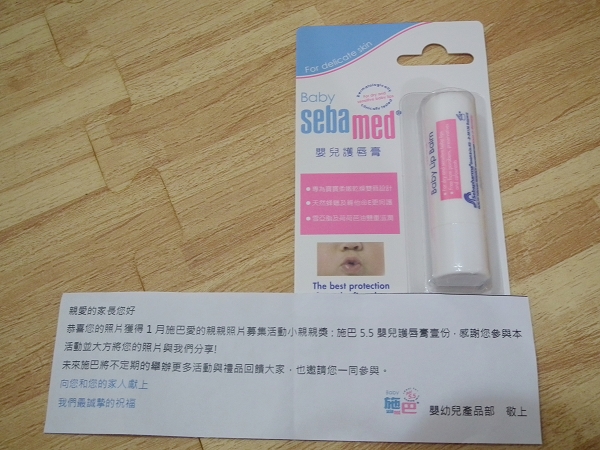 For delicate skin
Baby
sebamed
嬰兒護唇膏
The best protection
Baby Lip Balm
親愛的家長您好
恭喜您的照片獲得1月施巴愛的親親照片募集活動小親親獎：施巴5.5嬰兒護唇膏壹份，感謝您參與本
活動並大方將您的照片與我們分享!
未來施巴將不定期的舉辦更多活動與禮品回饋大家，也邀請您一同參與。
向您和您的家人獻上
我們最誠摯的祝福
baby
施巴
嬰幼兒產品部 敬上